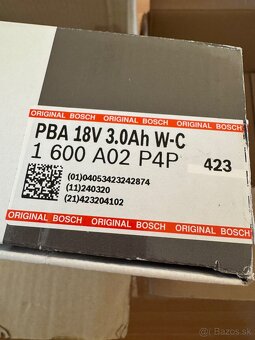 ORIGINAL BOSCH ORIGINAL BOSCH ORIGINAL BOSCH
PBA 18V 3.0Ah W-C
1 600 A02 P4P 423
(01)04053423242874
(11)240320
(21)423204102
ORIGINAL BOSCH ORIGINAL BOSCH ORIGINAL BOSCH
Bazos.sk